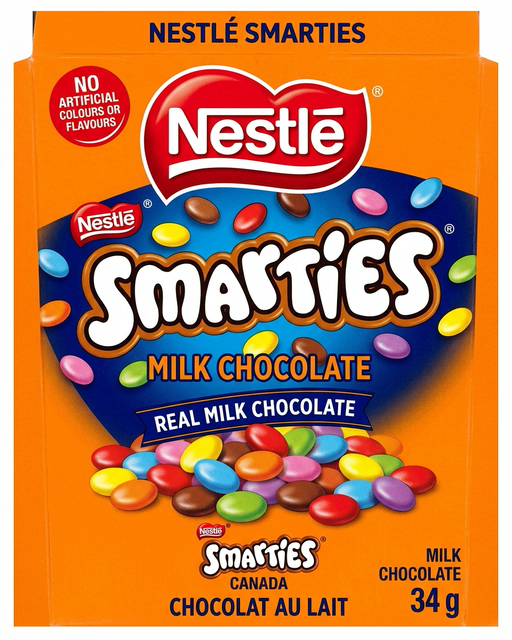 NESTLÉ SMARTIES
NO
ARTIFICIAL
COLOURS OR
FLAVOURS
Nestlé ®
Nestlé ®
SMARTIES ®
MILK CHOCOLATE
REAL MILK CHOCOLATE
Nestlé ®
SMARTIES ®
CANADA
CHOCOLAT AU LAIT
MILK
CHOCOLATE
34 g